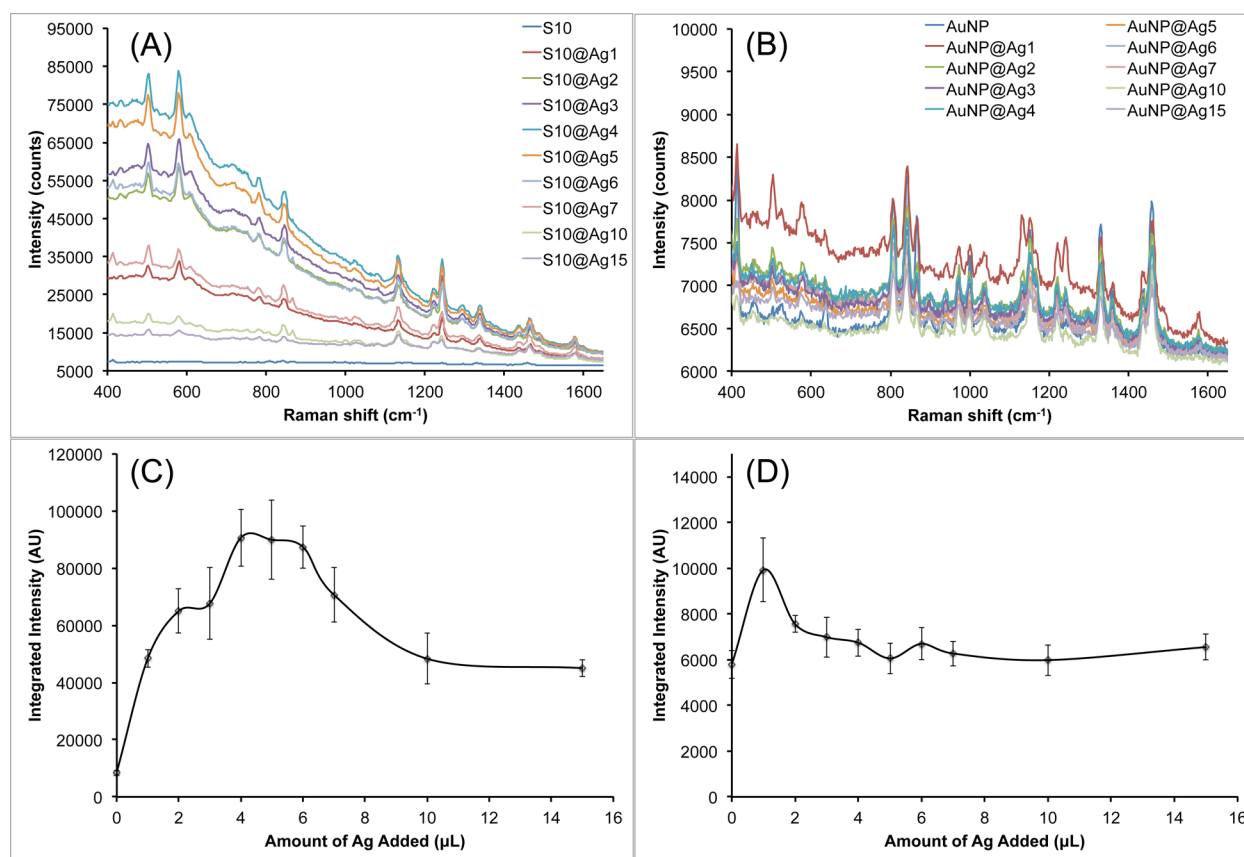 (A)
95000
85000
75000
65000
55000
45000
35000
25000
15000
5000
Intensity (counts)
400 600 800 1000 1200 1400 1600
Raman shift (cm-1)
S10
S10@Ag1
S10@Ag2
S10@Ag3
S10@Ag4
S10@Ag5
S10@Ag6
S10@Ag7
S10@Ag10
S10@Ag15
(B)
10000
9500
9000
8500
8000
7500
7000
6500
6000
Intensity (counts)
400 600 800 1000 1200 1400 1600
Raman shift (cm-1)
AuNP
AuNP@Ag1
AuNP@Ag2
AuNP@Ag3
AuNP@Ag4
AuNP@Ag5
AuNP@Ag6
AuNP@Ag7
AuNP@Ag10
AuNP@Ag15
(C)
120000
100000
80000
60000
40000
20000
0
Integrated Intensity (AU)
0 2 4 6 8 10 12 14 16
Amount of Ag Added (µL)
(D)
14000
12000
10000
8000
6000
4000
2000
0
Integrated Intensity (AU)
0 2 4 6 8 10 12 14 16
Amount of Ag Added (µL)